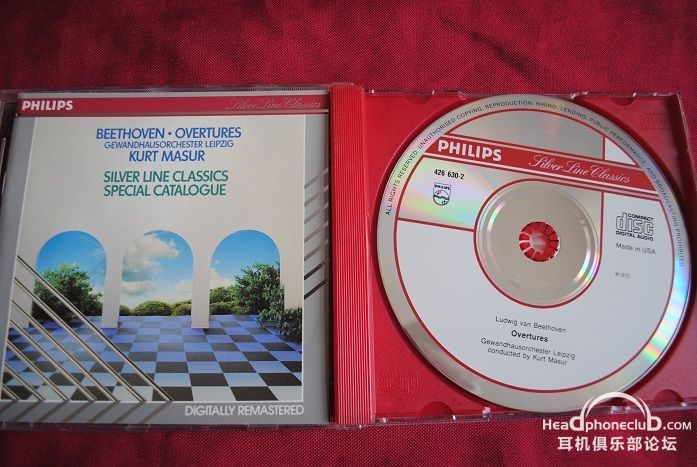 PHILIPS
Silver Line Classics
BEETHOVEN · OVERTURES
GEWANDHAUSORCHESTER LEIPZIG
KURT MASUR
SILVER LINE CLASSICS
SPECIAL CATALOGUE
DIGITALLY REMASTERED
ALL RIGHTS RESERVED. UNAUTHORISED COPYING, REPRODUCTION, HIRING, LENDING, PUBLIC PERFORMANCE AND BROADCASTING PROHIBITED
PHILIPS
Silver Line Classics
426 630-2
PHILIPS
COMPACT
disc
DIGITAL AUDIO
Made in USA
℗1975
Ludwig van Beethoven
Overtures
Gewandhausorchester Leipzig
conducted by Kurt Masur
HeadphoneClub.com
耳机俱乐部论坛